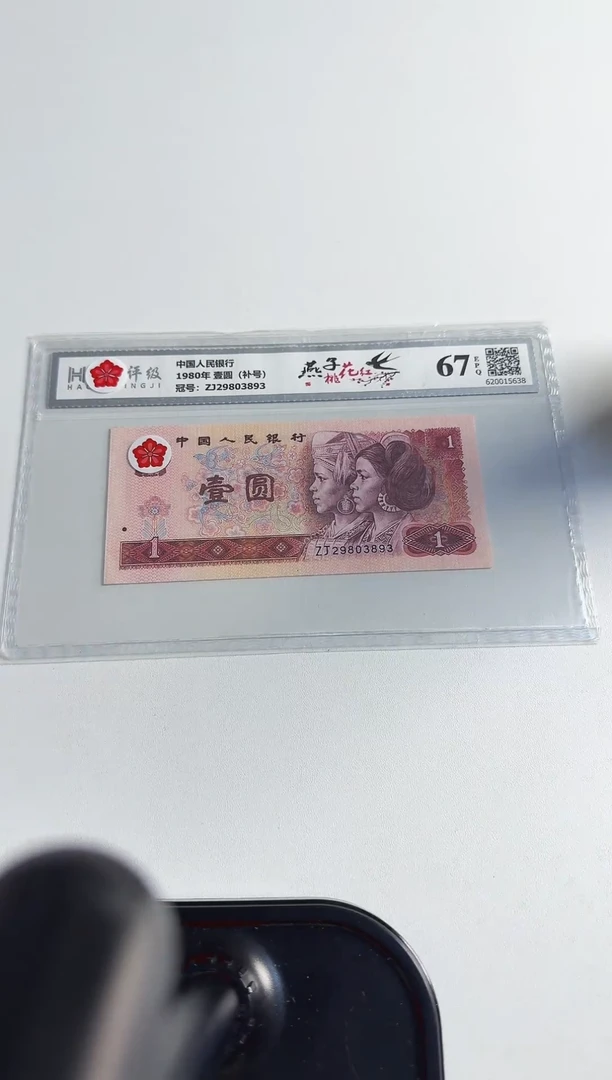 评级
中国人民银行
1980年 壹圆（补号）
冠号：ZJ29803893
燕子
桃花红
67
EPQ
620015638
中国人民银行
1
壹圆
1
ZJ29803893
1